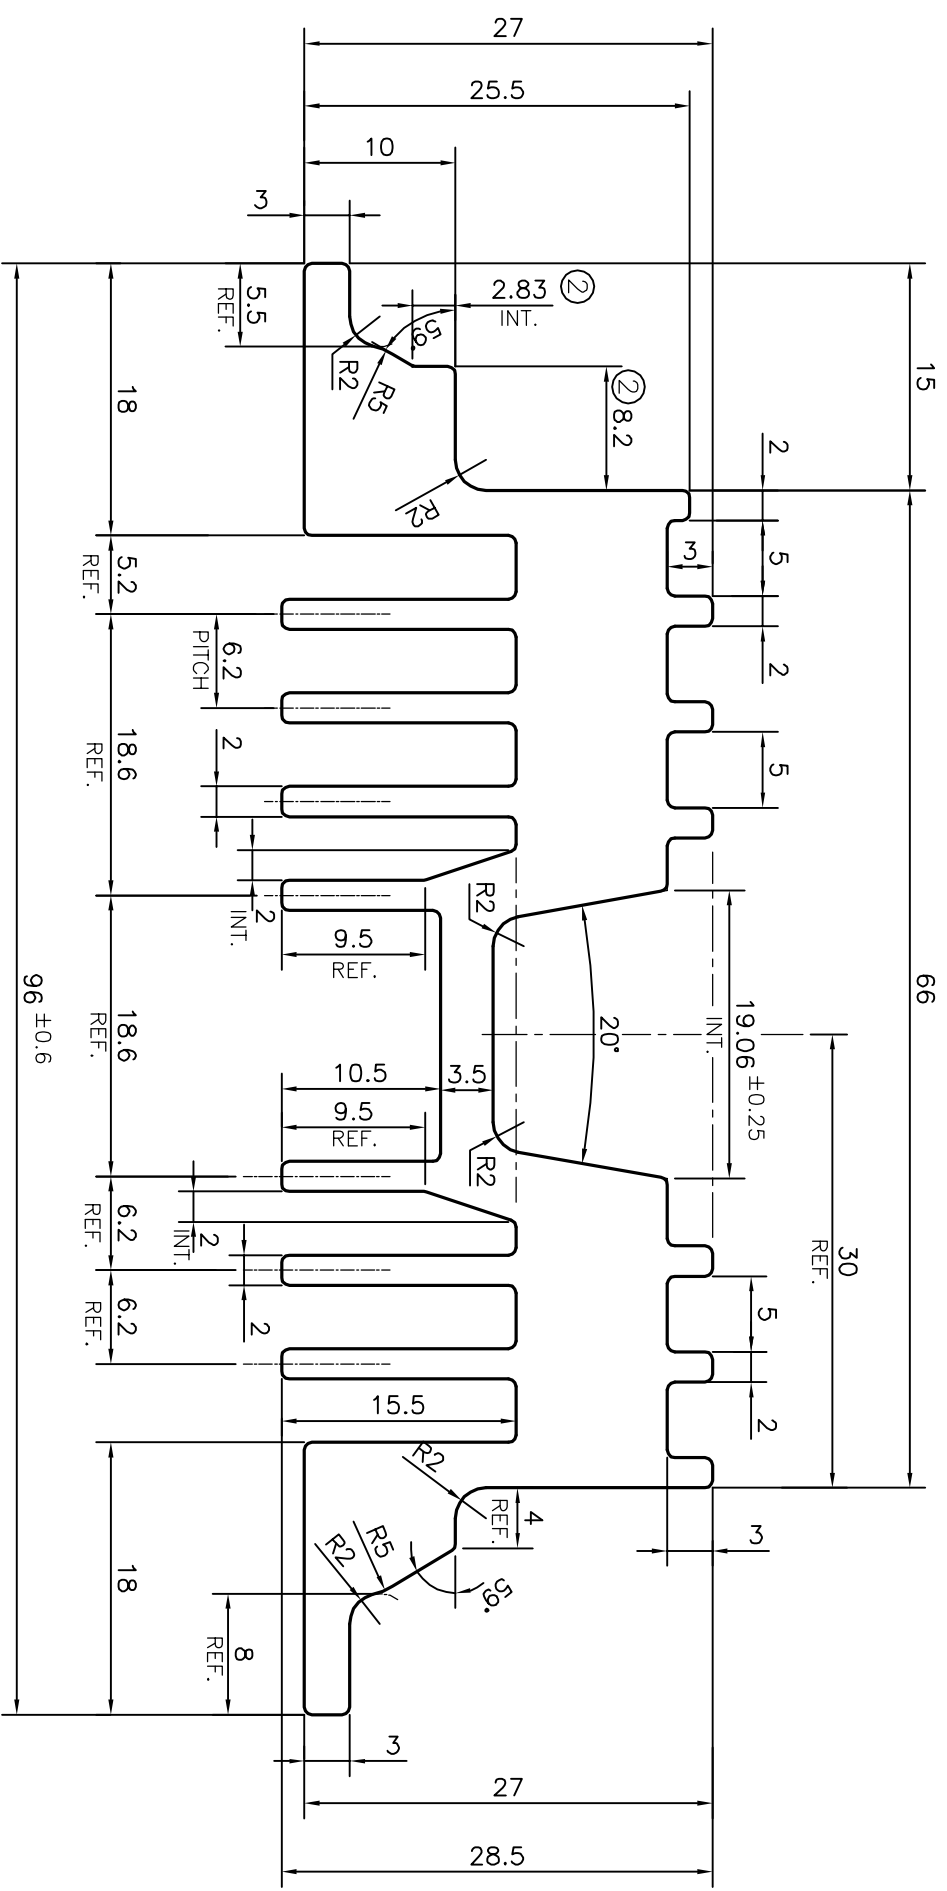 27
25.5
10
3
15
2.83 ②
INT.
5.5
REF.
59°
R2
R5
② 8.2
18
R2
2
3
5
66
5.2
REF.
6.2
PITCH
2
18.6
REF.
2
5
2
INT.
9.5
REF.
R2
20°
19.06 ±0.25
INT.
96 ±0.6
18.6
REF.
10.5
3.5
9.5
REF.
R2
30
REF.
2
INT.
6.2
REF.
2
6.2
REF.
5
2
15.5
R2
4
REF.
3
R5
R2
59°
18
8
REF.
3
27
28.5